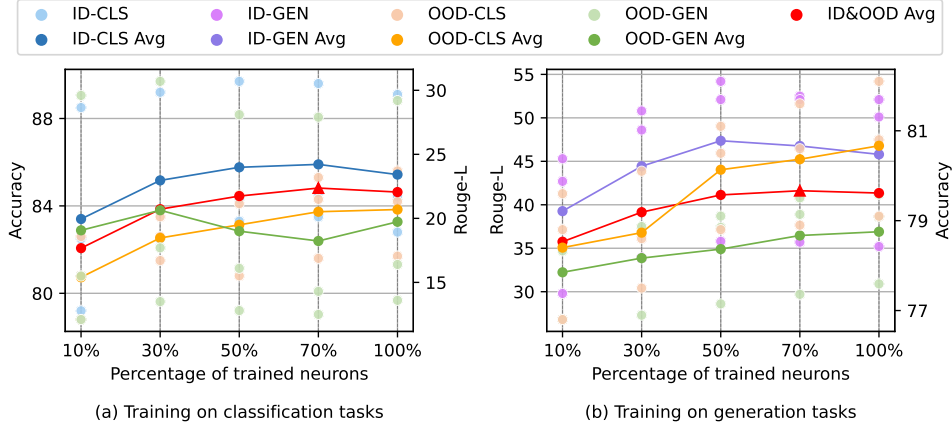 ID-CLS ID-GEN OOD-CLS OOD-GEN ID&OOD Avg
ID-CLS Avg ID-GEN Avg OOD-CLS Avg OOD-GEN Avg
Accuracy
88
84
80
30
25
20
15
Rouge-L
10% 30% 50% 70% 100%
Percentage of trained neurons
(a) Training on classification tasks
Rouge-L
55
50
45
40
35
30
81
79
77
Accuracy
10% 30% 50% 70% 100%
Percentage of trained neurons
(b) Training on generation tasks